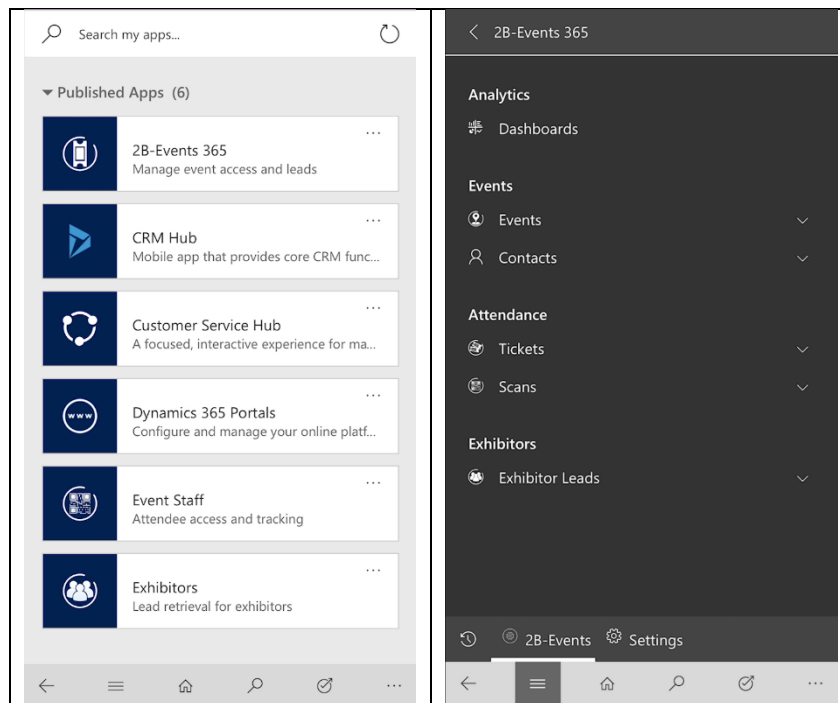 Search my apps...
Published Apps (6)
...
2B-Events 365
Manage event access and leads
...
CRM Hub
Mobile app that provides core CRM func...
...
Customer Service Hub
A focused, interactive experience for ma...
...
www
Dynamics 365 Portals
Configure and manage your online platf...
...
Event Staff
Attendee access and tracking
...
Exhibitors
Lead retrieval for exhibitors
...
2B-Events 365
Analytics
Dashboards
Events
Events
Contacts
Attendance
Tickets
Scans
Exhibitors
Exhibitor Leads
2B-Events Settings
...